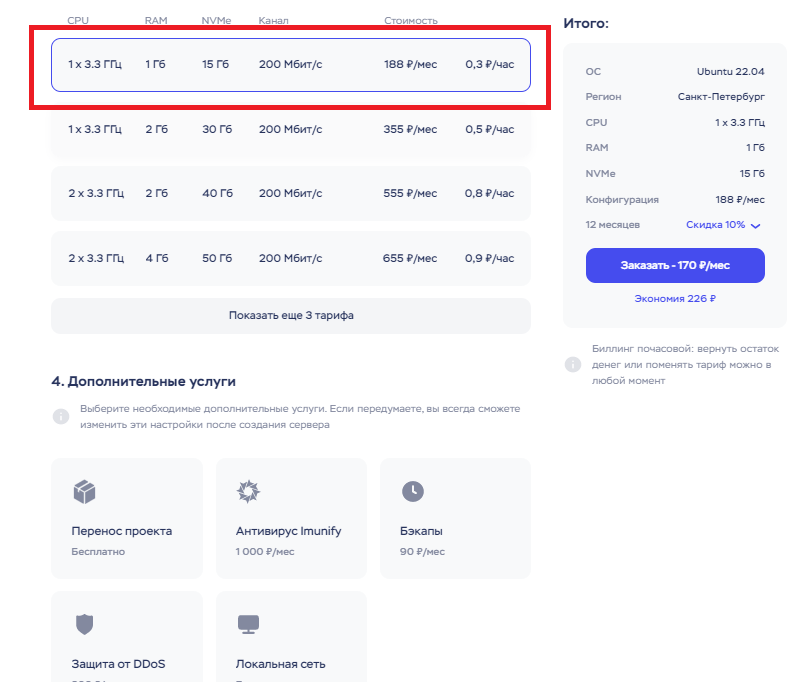 CPU RAM NVMe Канал Стоимость
1 x 3.3 ГГц 1 Гб 15 Гб 200 Мбит/с 188 ₽/мес 0,3 ₽/час
1 x 3.3 ГГц 2 Гб 30 Гб 200 Мбит/с 355 ₽/мес 0,5 ₽/час
2 x 3.3 ГГц 2 Гб 40 Гб 200 Мбит/с 555 ₽/мес 0,8 ₽/час
2 x 3.3 ГГц 4 Гб 50 Гб 200 Мбит/с 655 ₽/мес 0,9 ₽/час
Показать еще 3 тарифа
4. Дополнительные услуги
Выберите необходимые дополнительные услуги. Если передумаете, вы всегда сможете
изменить эти настройки после создания сервера
Перенос проекта
Бесплатно
Антивирус Imunify
1 000 ₽/мес
Бэкапы
90 ₽/мес
Защита от DDoS
Локальная сеть
Итого:
ОС Ubuntu 22.04
Регион Санкт-Петербург
CPU 1 x 3.3 ГГц
RAM 1 Гб
NVMe 15 Гб
Конфигурация 188 ₽/мес
12 месяцев Скидка 10%
Заказать - 170 ₽/мес
Экономия 226 ₽
Биллинг почасовой: вернуть остаток
денег или поменять тариф можно в
любой момент